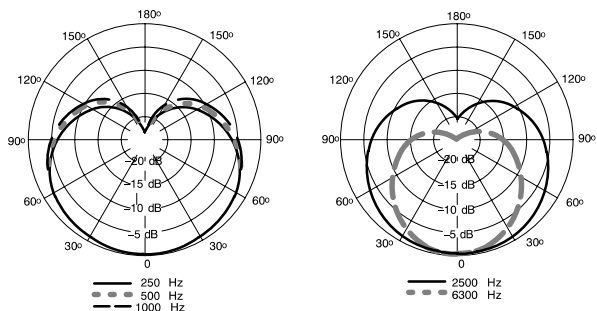 180°
150° 150°
120° 120°
90° 90°
–20 dB
–15 dB
60° 60°
–10 dB
–5 dB
30° 30°
0
250 Hz
500 Hz
1000 Hz
180°
150° 150°
120° 120°
90° 90°
–20 dB
–15 dB
60° 60°
–10 dB
–5 dB
30° 30°
0
2500 Hz
6300 Hz